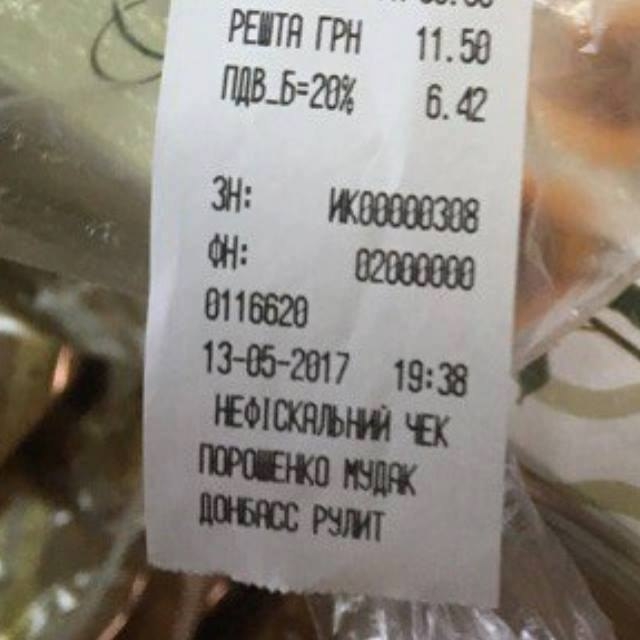 РЕШТА ГРН 11.50
ПДВ_Б=20% 6.42
ЗН: ИК00000308
ФН: 02000000
0116620
13-05-2017 19:38
НЕФІСКАЛЬНИЙ ЧЕК
ПОРОШЕНКО МУДАК
ДОНБАСС РУЛИТ